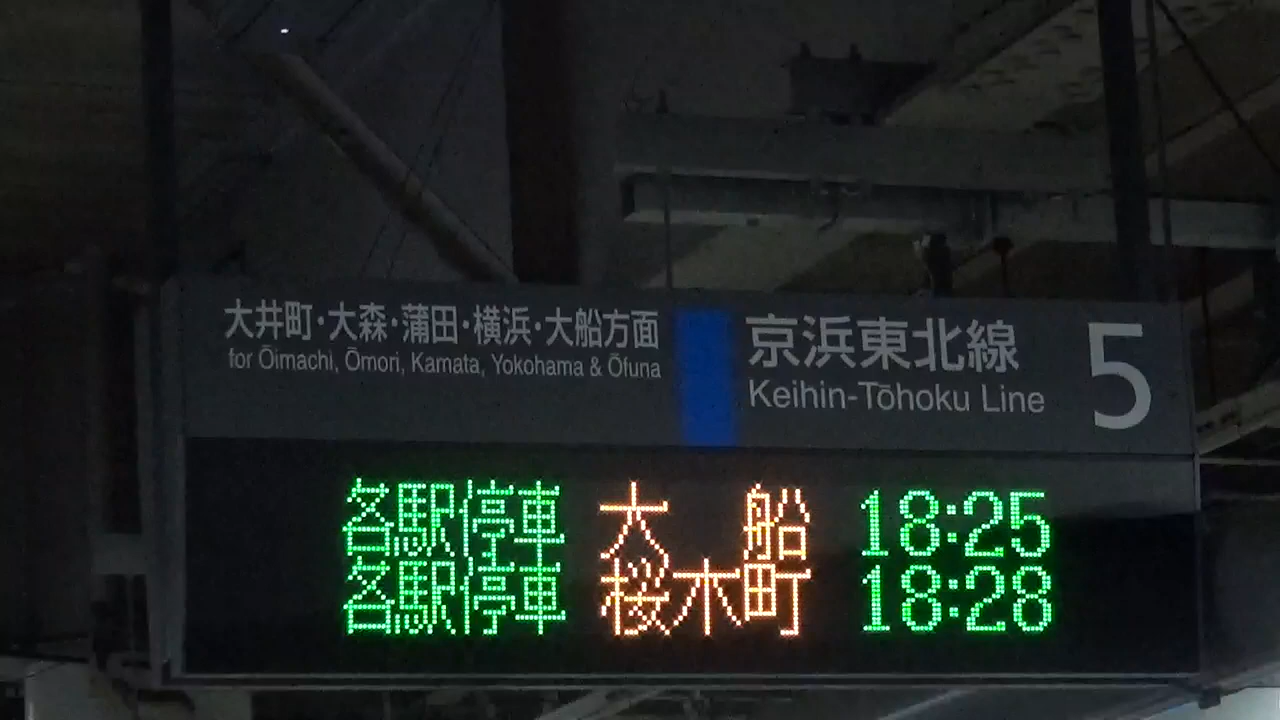 大井町・大森・蒲田・横浜・大船方面
for Ōimachi, Ōmori, Kamata, Yokohama & Ōfuna
京浜東北線
Keihin-Tōhoku Line
5
各駅停車 大 船 18:25
各駅停車 桜木町 18:28